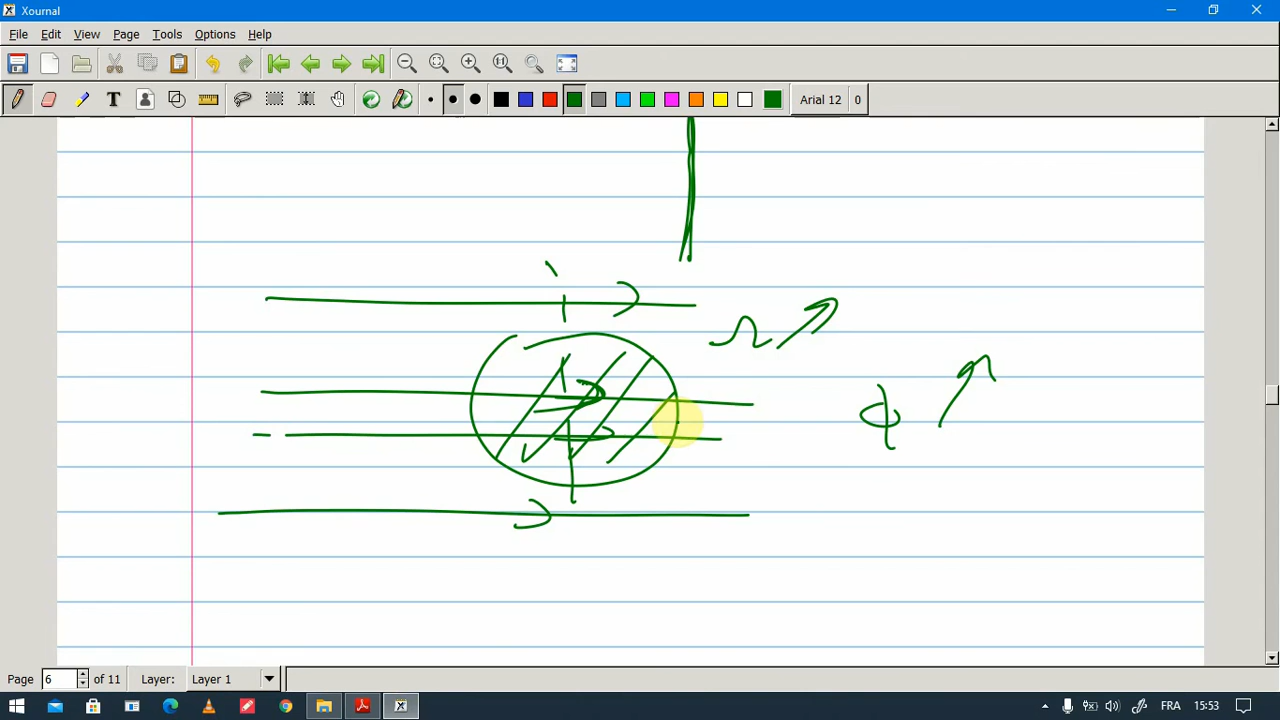 Xournal
File Edit View Page Tools Options Help
Arial 12 0
Φ
Page 6 of 11 Layer: Layer 1
FRA 15:53